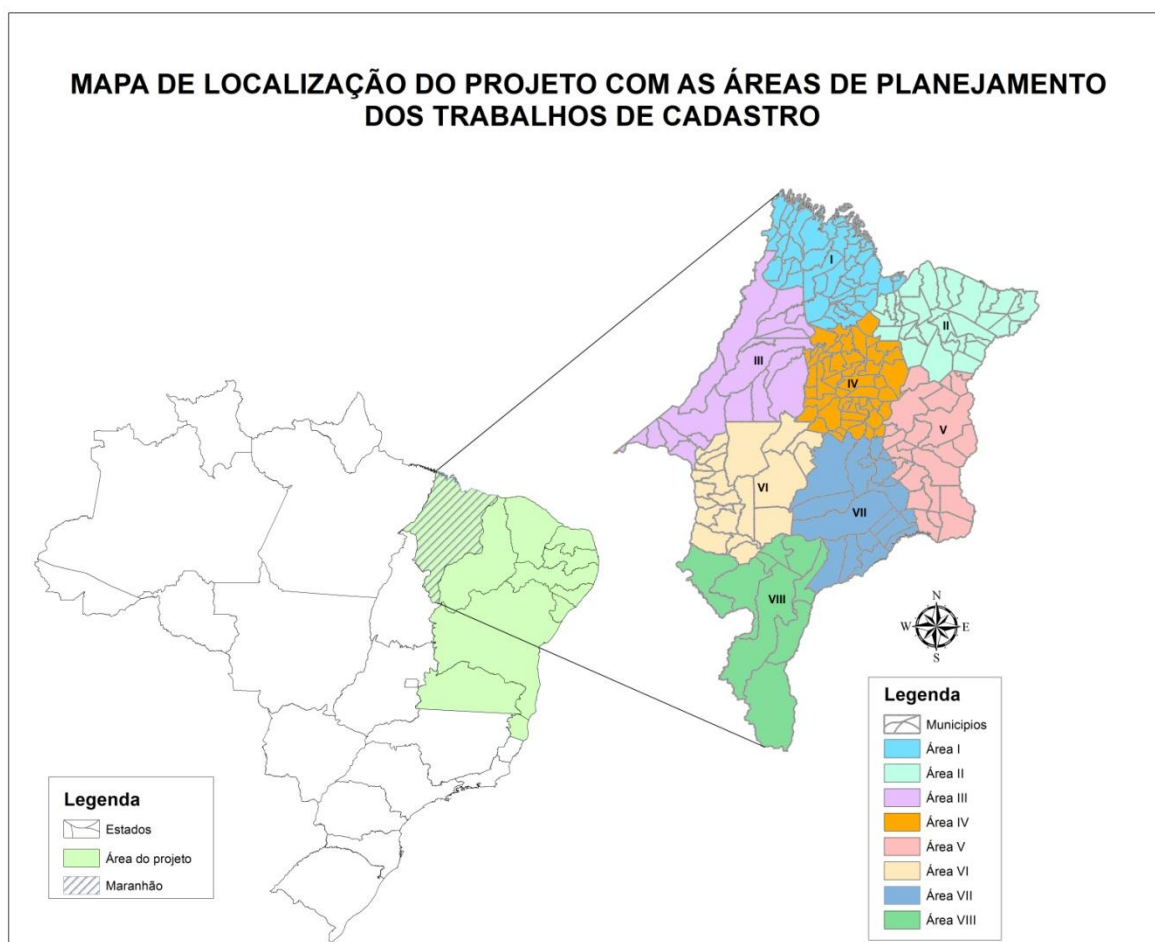 MAPA DE LOCALIZAÇÃO DO PROJETO COM AS ÁREAS DE PLANEJAMENTO
DOS TRABALHOS DE CADASTRO
I
II
III
IV
V
VI
VII
VIII
N
W E
S
Legenda
Estados
Área do projeto
Maranhão
Legenda
Municipios
Área I
Área II
Área III
Área IV
Área V
Área VI
Área VII
Área VIII